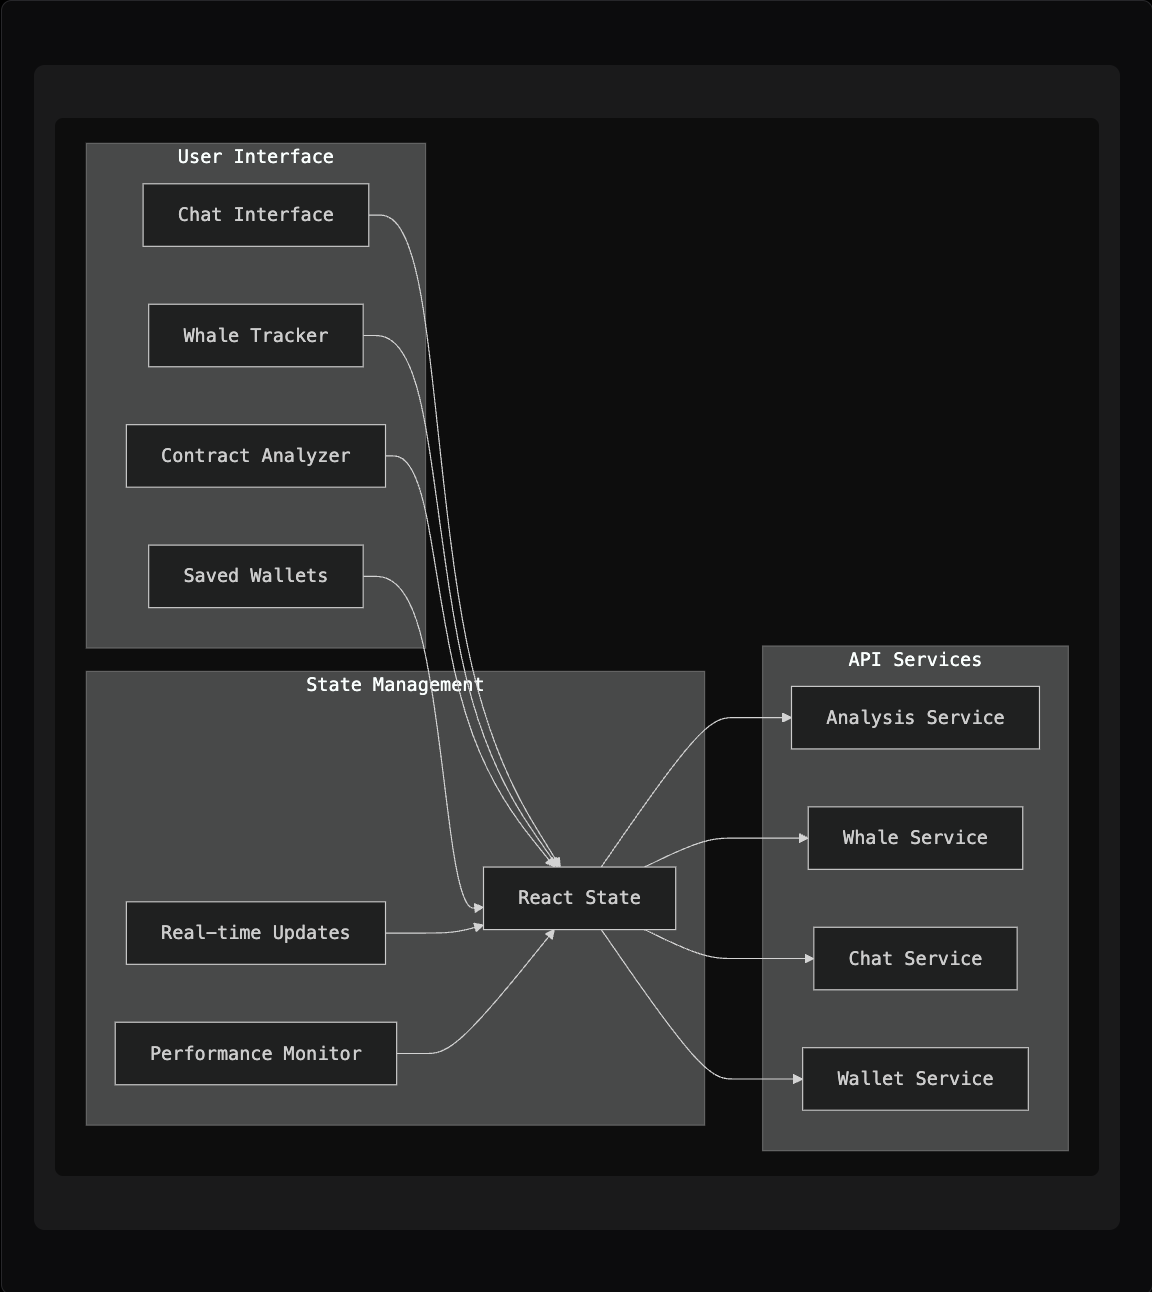 User Interface
Chat Interface
Whale Tracker
Contract Analyzer
Saved Wallets
State Management
React State
Real-time Updates
Performance Monitor
API Services
Analysis Service
Whale Service
Chat Service
Wallet Service